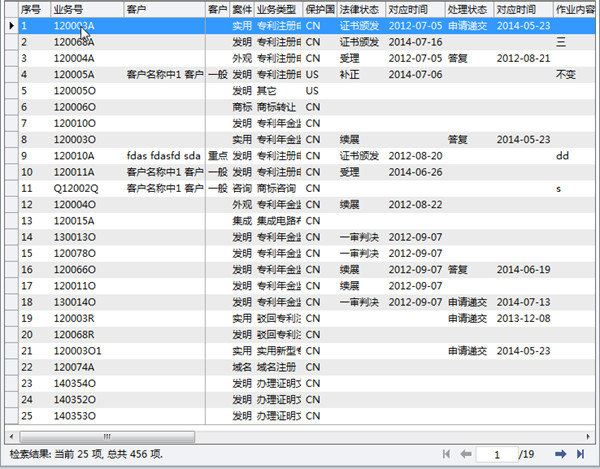 序号 业务号 客户 客户 案件 业务类型 保护国 法律状态 对应时间 处理状态 对应时间 作业内容
1 120003A 实用 专利注册申 CN 证书颁发 2012-07-05 申请递交 2014-05-23
2 120068A 发明 专利注册申 CN 证书颁发 2014-07-16 三
3 120004A 外观 专利注册申 CN 受理 2012-07-05 答复 2012-08-21
4 120005A 客户名称中1 客户 一般 发明 专利注册申 US 补正 2014-07-06 不变
5 120005O 发明 其它 US
6 120006O 商标 商标转让 CN
7 120010O 发明 专利年金监 CN
8 120003O 实用 专利年金监 CN 续展 答复 2014-05-23
9 120010A fdas fdasfd sda 重点 发明 专利注册申 CN 证书颁发 2012-08-20 dd
10 120011A 客户名称中1 客户 一般 发明 专利注册申 CN 受理 2014-06-26
11 Q12002Q 客户名称中1 客户 一般 咨询 商标咨询 CN s
12 120004O 外观 专利年金监 CN 续展 2012-08-22
13 120015A 集成 集成电路布 CN
14 130013O 发明 专利年金监 CN 一审判决 2012-09-07
15 120078O 发明 专利年金监 CN 一审判决 2012-09-07
16 120066O 发明 专利年金监 CN 续展 2012-09-07 答复 2014-06-19
17 120011O 发明 专利年金监 CN 续展 2012-09-07
18 130014O 发明 专利年金监 CN 一审判决 2012-09-07 申请递交 2014-07-13
19 120003R 实用 驳回专利注 CN 申请递交 2013-12-08
20 120068R 发明 驳回专利注 CN
21 120003O1 实用 实用新型专 CN 申请递交 2014-05-23
22 120074A 域名 域名注册 CN
23 140354O 发明 办理证明文 CN
24 140352O 发明 办理证明文 CN
25 140353O 发明 办理证明文 CN
检索结果: 当前 25 项, 总共 456 项. 1 /19